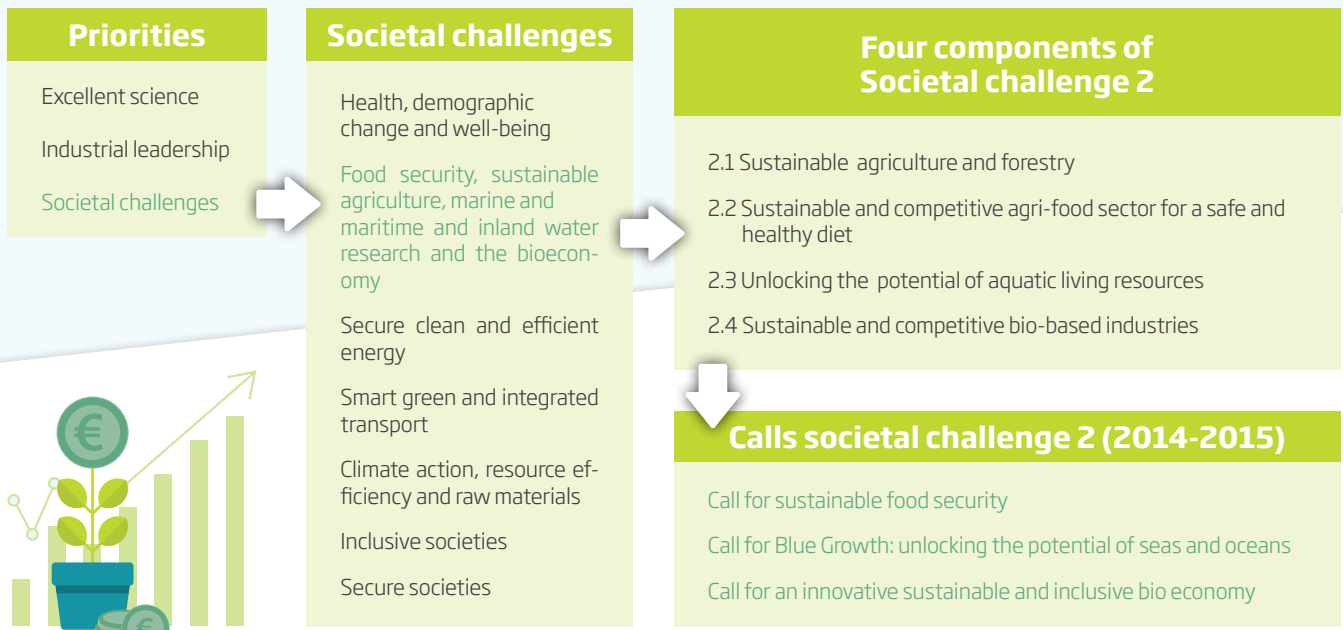 Priorities
Excellent science
Industrial leadership
Societal challenges
Societal challenges
Health, demographic
change and well-being
Food security, sustainable
agriculture, marine and
maritime and inland water
research and the bioecon-
omy
Secure clean and efficient
energy
Smart green and integrated
transport
Climate action, resource ef-
ficiency and raw materials
Inclusive societies
Secure societies
Four components of
Societal challenge 2
2.1 Sustainable agriculture and forestry
2.2 Sustainable and competitive agri-food sector for a safe and
healthy diet
2.3 Unlocking the potential of aquatic living resources
2.4 Sustainable and competitive bio-based industries
Calls societal challenge 2 (2014-2015)
Call for sustainable food security
Call for Blue Growth: unlocking the potential of seas and oceans
Call for an innovative sustainable and inclusive bio economy
€
€